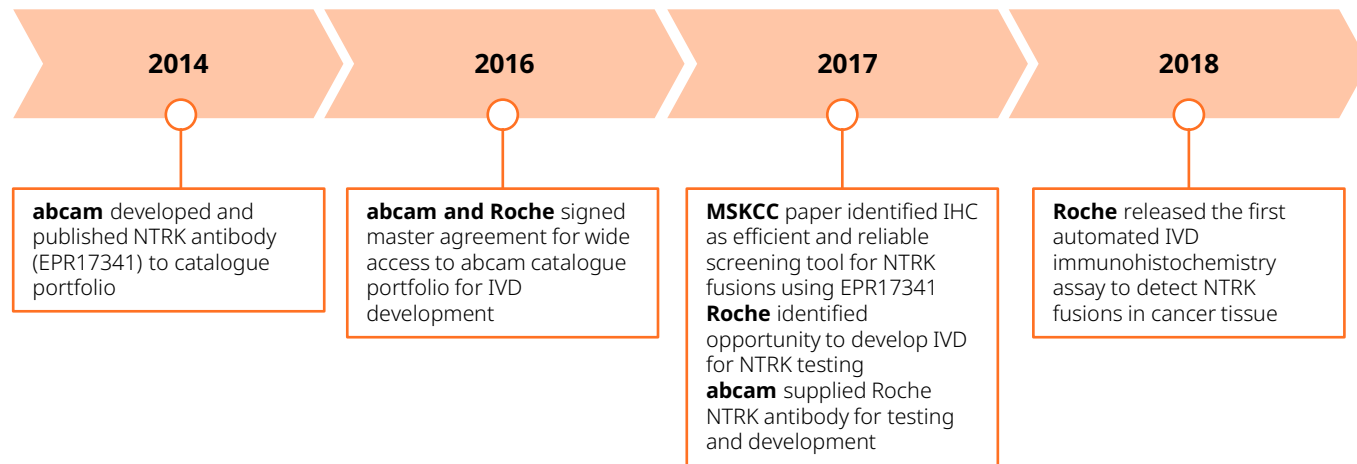 2014
2016
2017
2018
abcam developed and
published NTRK antibody
(EPR17341) to catalogue
portfolio
abcam and Roche signed
master agreement for wide
access to abcam catalogue
portfolio for IVD
development
MSKCC paper identified IHC
as efficient and reliable
screening tool for NTRK
fusions using EPR17341
Roche identified
opportunity to develop IVD
for NTRK testing
abcam supplied Roche
NTRK antibody for testing
and development
Roche released the first
automated IVD
immunohistochemistry
assay to detect NTRK
fusions in cancer tissue